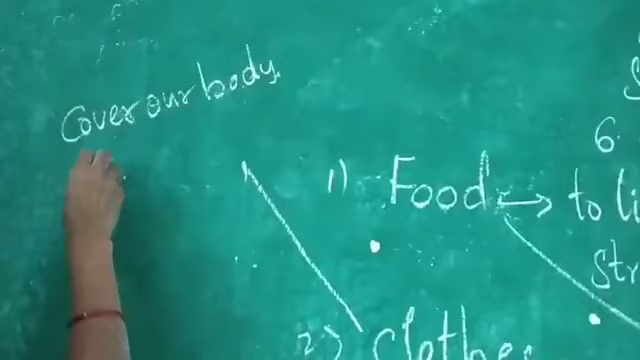 Cover our body
6.
1) Food ↔ to li
str
2) clothes